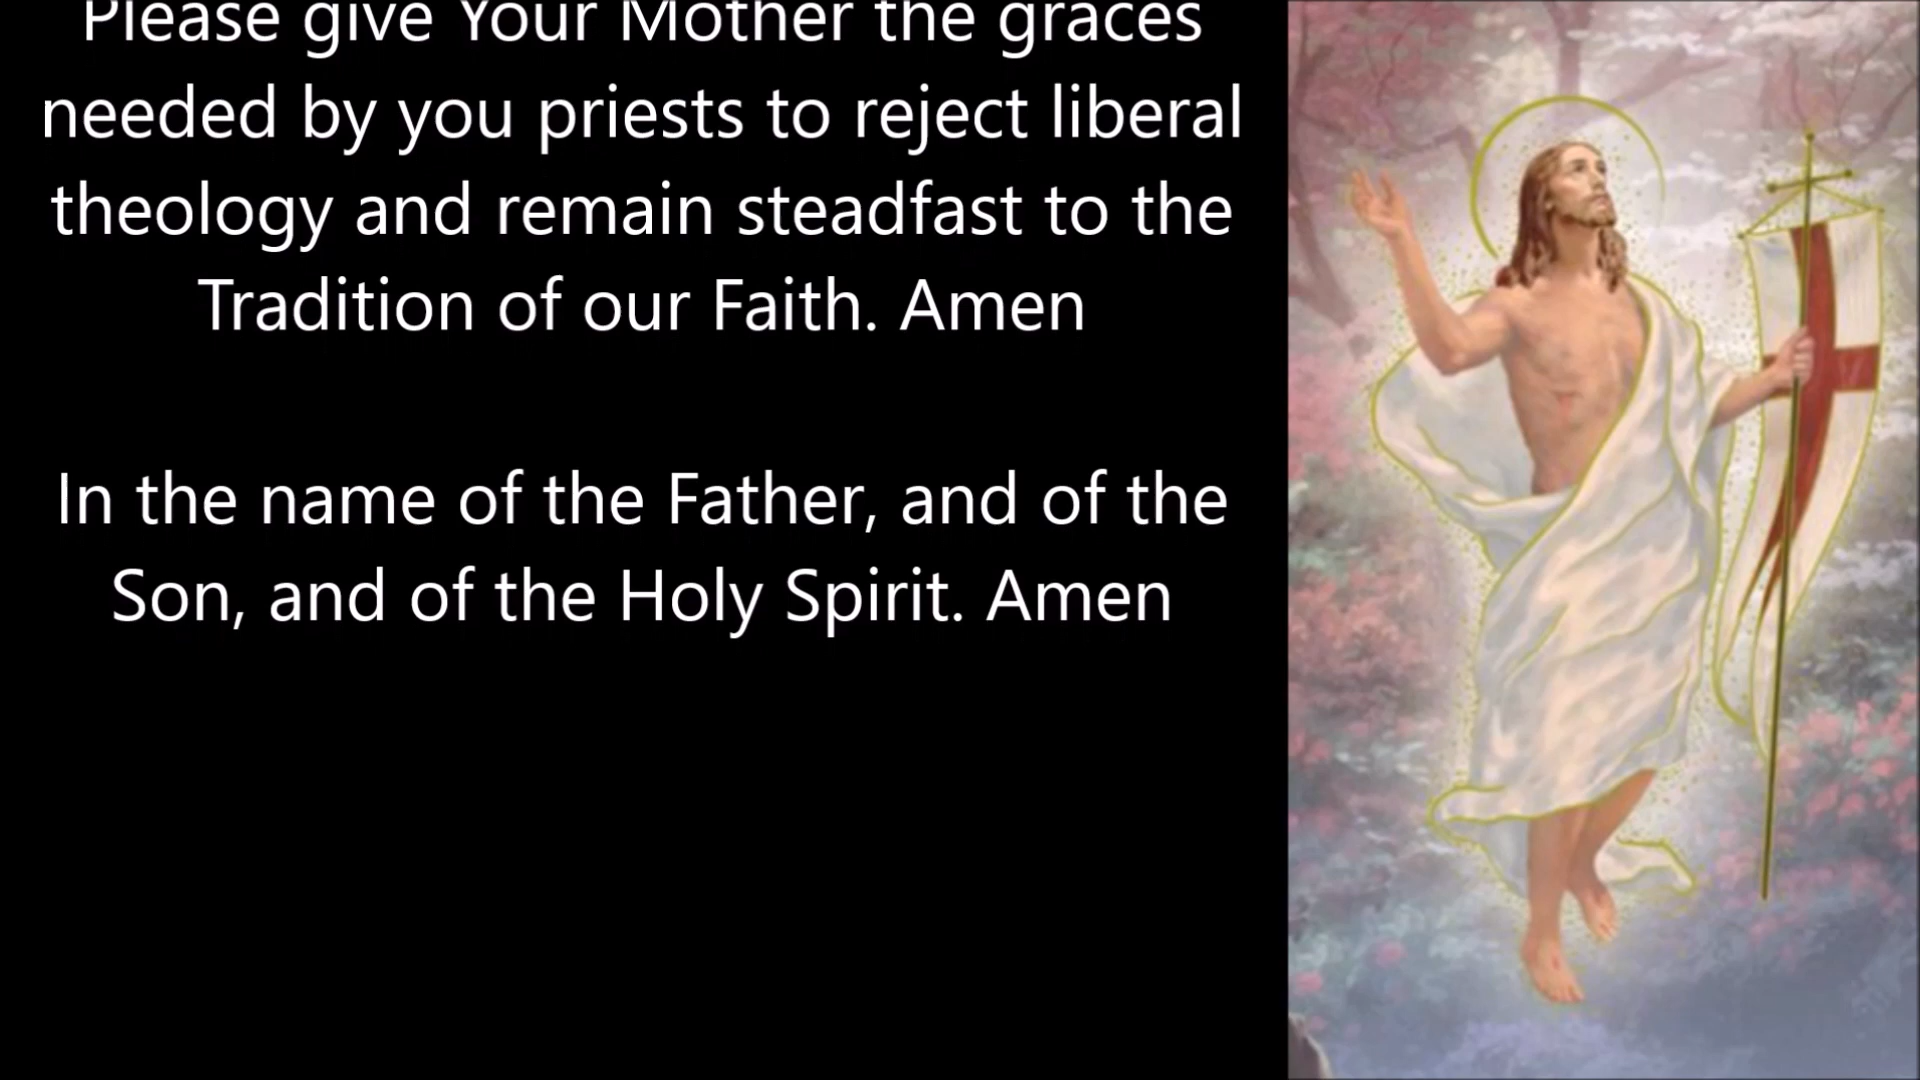 Please give Your Mother the graces
needed by you priests to reject liberal
theology and remain steadfast to the
Tradition of our Faith. Amen
In the name of the Father, and of the
Son, and of the Holy Spirit. Amen